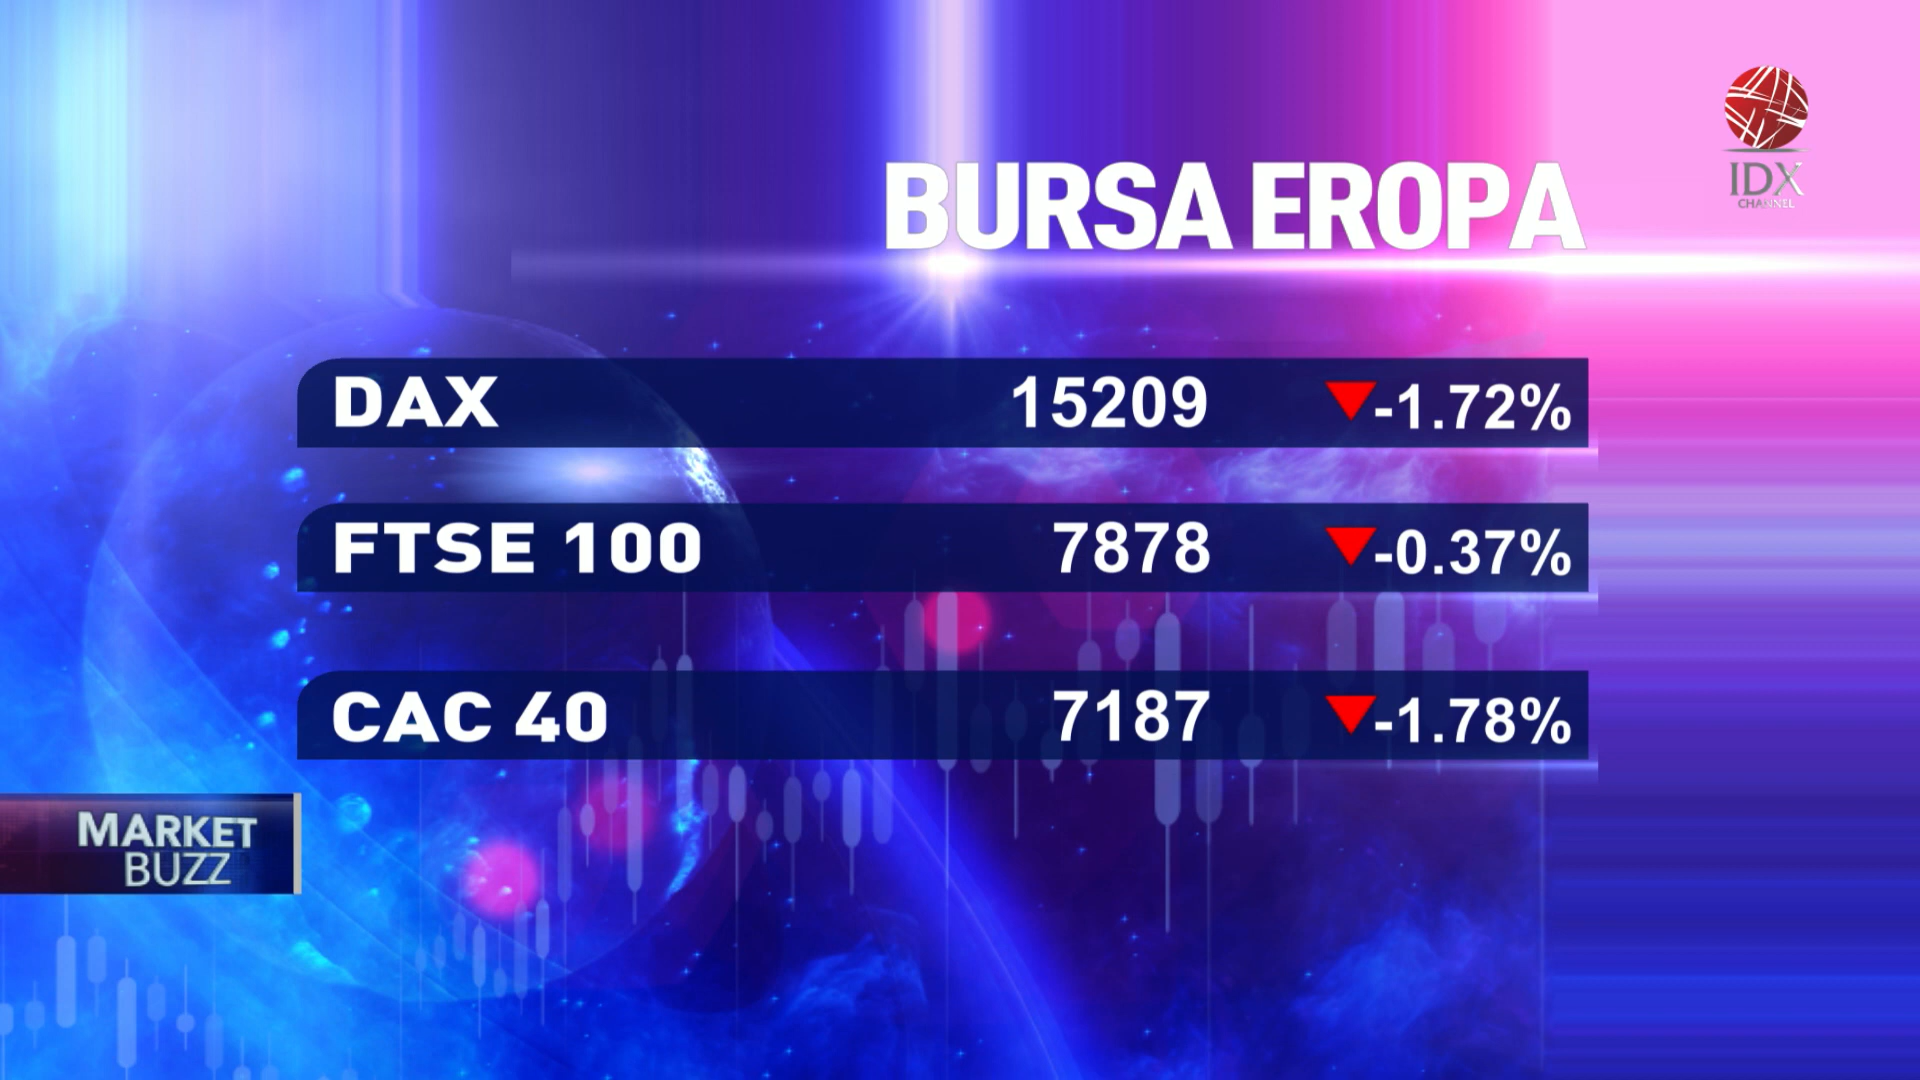 BURSA EROPA
IDX
CHANNEL
DAX 15209 -1.72%
FTSE 100 7878 -0.37%
CAC 40 7187 -1.78%
MARKET
BUZZ